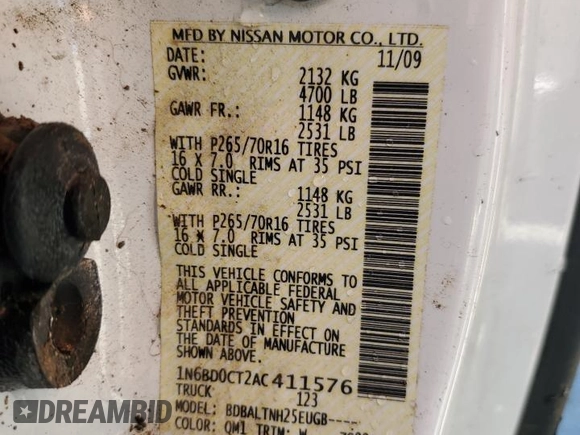 MFD BY NISSAN MOTOR CO., LTD.
DATE: 11/09
GVWR: 2132 KG
4700 LB
GAWR FR.: 1148 KG
2531 LB
WITH P265/70R16 TIRES
16 X 7.0 RIMS AT 35 PSI
COLD SINGLE
GAWR RR.: 1148 KG
2531 LB
WITH P265/70R16 TIRES
16 X 7.0 RIMS AT 35 PSI
COLD SINGLE
THIS VEHICLE CONFORMS TO
ALL APPLICABLE FEDERAL
MOTOR VEHICLE SAFETY AND
THEFT PREVENTION
STANDARDS IN EFFECT ON
THE DATE OF MANUFACTURE
SHOWN ABOVE.
1N6BD0CT2AC411576
TRUCK 123
MODEL: BDBALTNH25EUGB-----
COLOR: QM1 TRIM: W
DEALERS EDGE